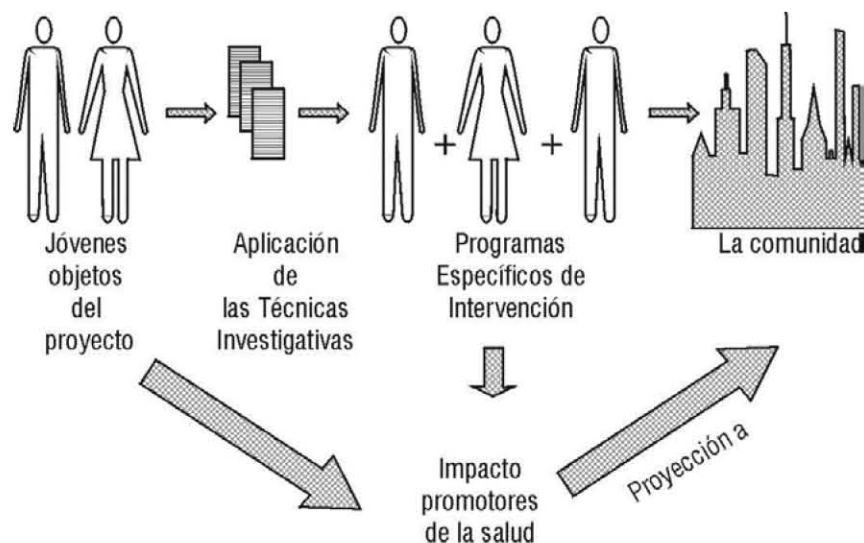 +
+
Jóvenes
objetos
del
proyecto
Aplicación
de
las Técnicas
Investigativas
Programas
Específicos de
Intervención
La comunidad
Impacto
promotores
de la salud
Proyección a